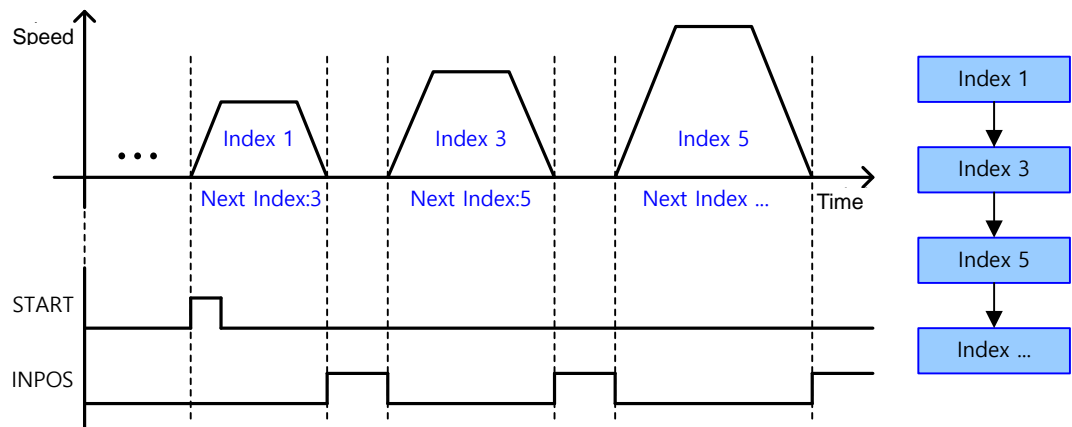 Speed
Index 1
Index 3
Index 5
...
Next Index:3
Next Index:5
Next Index ...
Time
START
INPOS
Index 1
Index 3
Index 5
Index ...